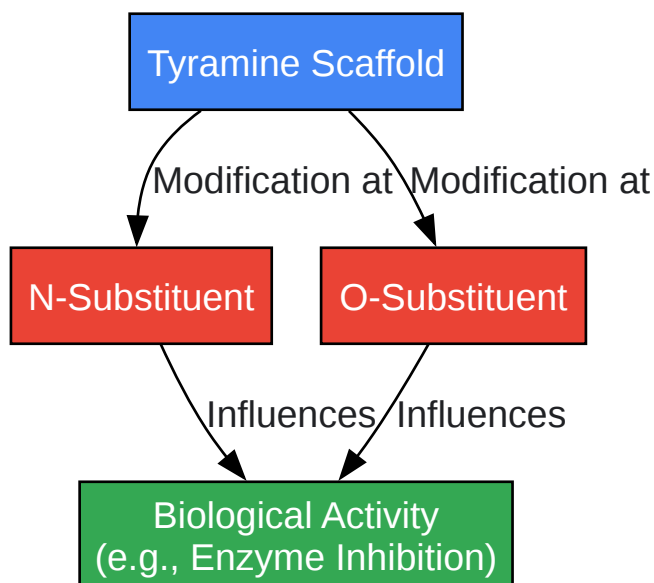 Tyramine Scaffold
Modification at
Modification at
N-Substituent
O-Substituent
Influences
Influences
Biological Activity
(e.g., Enzyme Inhibition)